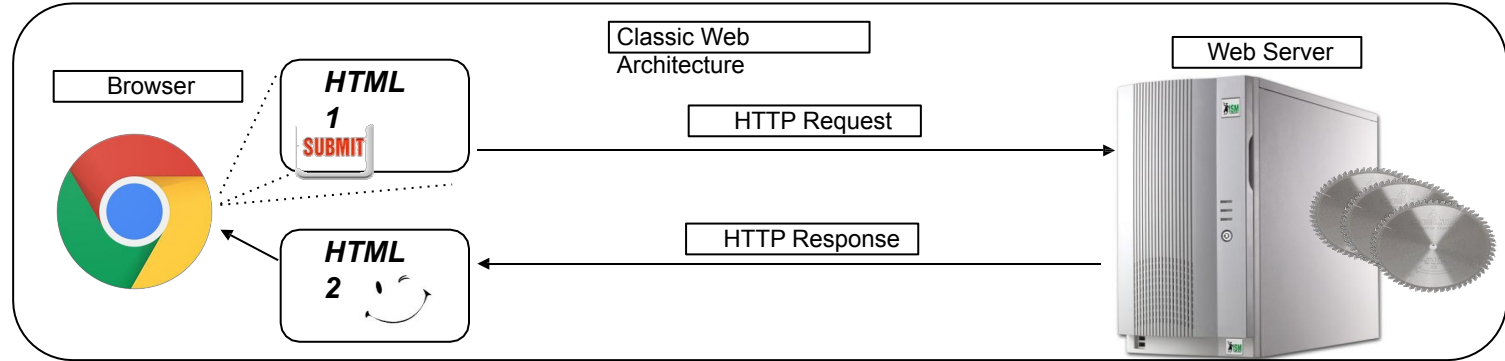 Classic Web
Architecture
Browser
HTML
1
SUBMIT
HTTP Request
Web Server
HTML
2
HTTP Response